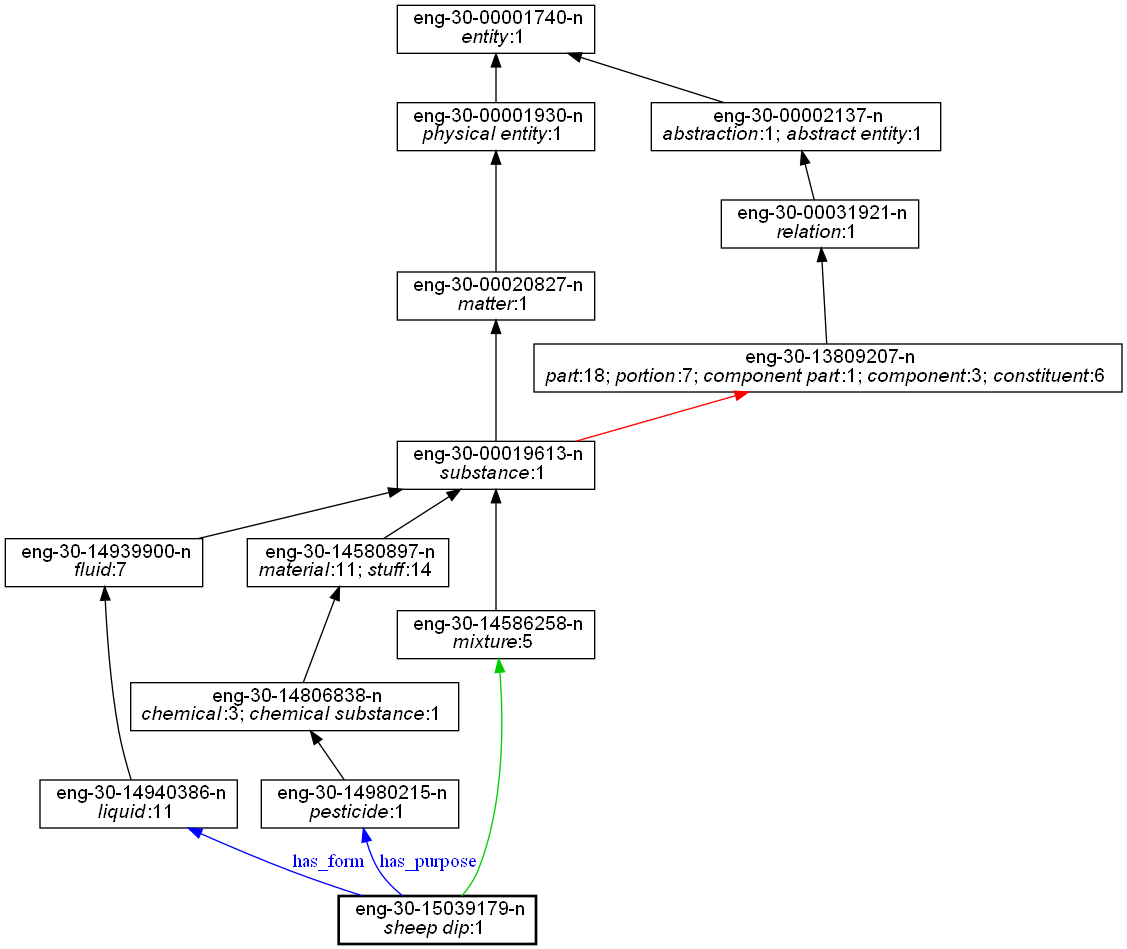 eng-30-00001740-n
entity:1
eng-30-00001930-n
physical entity:1
eng-30-00002137-n
abstraction:1; abstract entity:1
eng-30-00031921-n
relation:1
eng-30-00020827-n
matter:1
eng-30-13809207-n
part:18; portion:7; component part:1; component:3; constituent:6
eng-30-00019613-n
substance:1
eng-30-14939900-n
fluid:7
eng-30-14580897-n
material:11; stuff:14
eng-30-14586258-n
mixture:5
eng-30-14806838-n
chemical:3; chemical substance:1
eng-30-14940386-n
liquid:11
eng-30-14980215-n
pesticide:1
has_form
has_purpose
eng-30-15039179-n
sheep dip:1